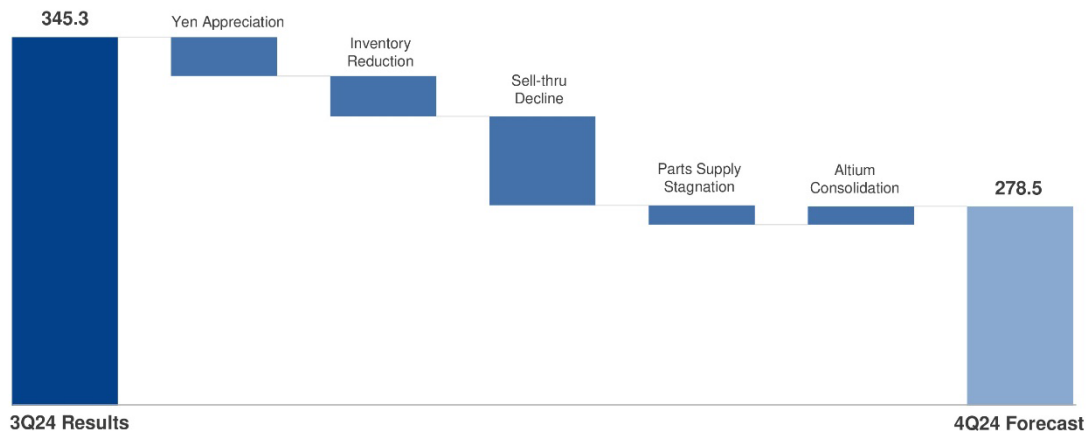 345.3
Yen Appreciation
Inventory
Reduction
Sell-thru
Decline
Parts Supply
Stagnation
Altium
Consolidation
278.5
3Q24 Results
4Q24 Forecast